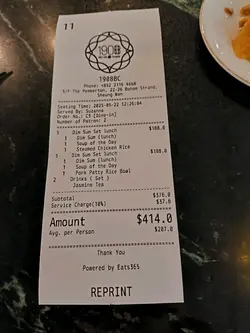 11
1908
1908BC
Phone: +852 2116 4668
5/F The Pemberton, 22-26 Bonham Strand,
Sheung Wan
Seating Time: 2025-05-22 12:26:04
Served By: Suzanna
Order No.: C9 [Dine-in]
Number of Patron: 2
1 Dim Sum Set lunch $188.0
1 Dim Sum (lunch)
1 Soup of the Day
1 Steamed Chicken Rice
1 Dim Sum Set lunch $188.0
1 Dim Sum (lunch)
1 Soup of the Day
1 Pork Patty Rice Bowl
2 Drinks ( Set )
Jasmine Tea
Subtotal $376.0
Service Charge(10%) $37.6
Amount $414.0
Avg. per Person $207.0
Thank You
Powered by Eats365
REPRINT